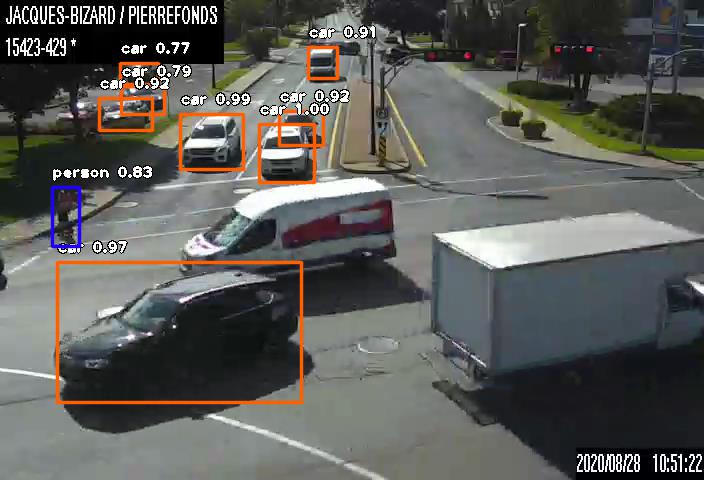 JACQUES-BIZARD / PIERREFONDS
15423-429 *
car 0.77
car 0.91
0.79
car 0.92
car 0.99
car 0.92
car 1.00
person 0.83
car 0.97
2020/08/28 10:51:22